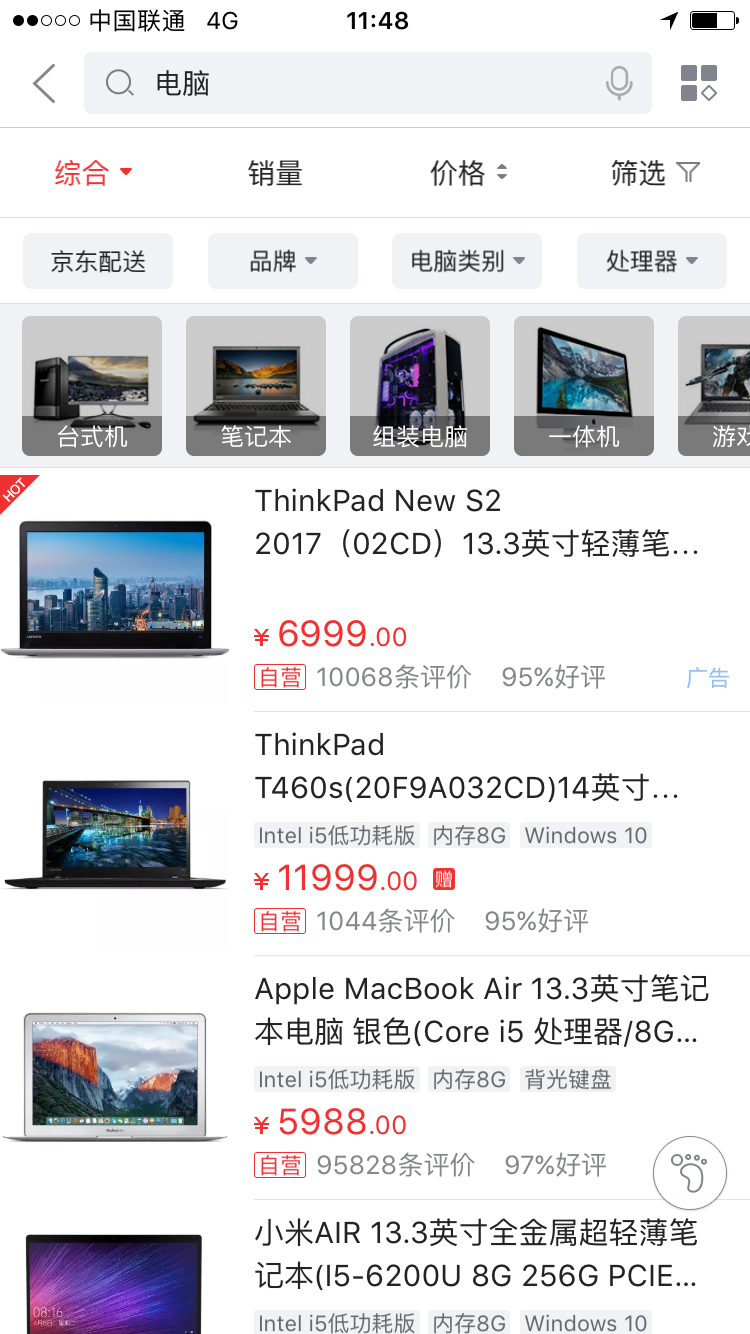 中国联通 4G 11:48
电脑
综合 销量 价格 筛选
京东配送 品牌 电脑类别 处理器
台式机 笔记本 组装电脑 一体机 游戏
HOT
ThinkPad New S2
2017（02CD）13.3英寸轻薄笔...
¥ 6999.00
自营 10068条评价 95%好评 广告
ThinkPad
T460s(20F9A032CD)14英寸...
Intel i5低功耗版 内存8G Windows 10
¥ 11999.00 赠
自营 1044条评价 95%好评
Apple MacBook Air 13.3英寸笔记
本电脑 银色(Core i5 处理器/8G...
Intel i5低功耗版 内存8G 背光键盘
¥ 5988.00
自营 95828条评价 97%好评
小米AIR 13.3英寸全金属超轻薄笔
记本(I5-6200U 8G 256G PCIE...
08:16
Intel i5低功耗版 内存8G Windows 10